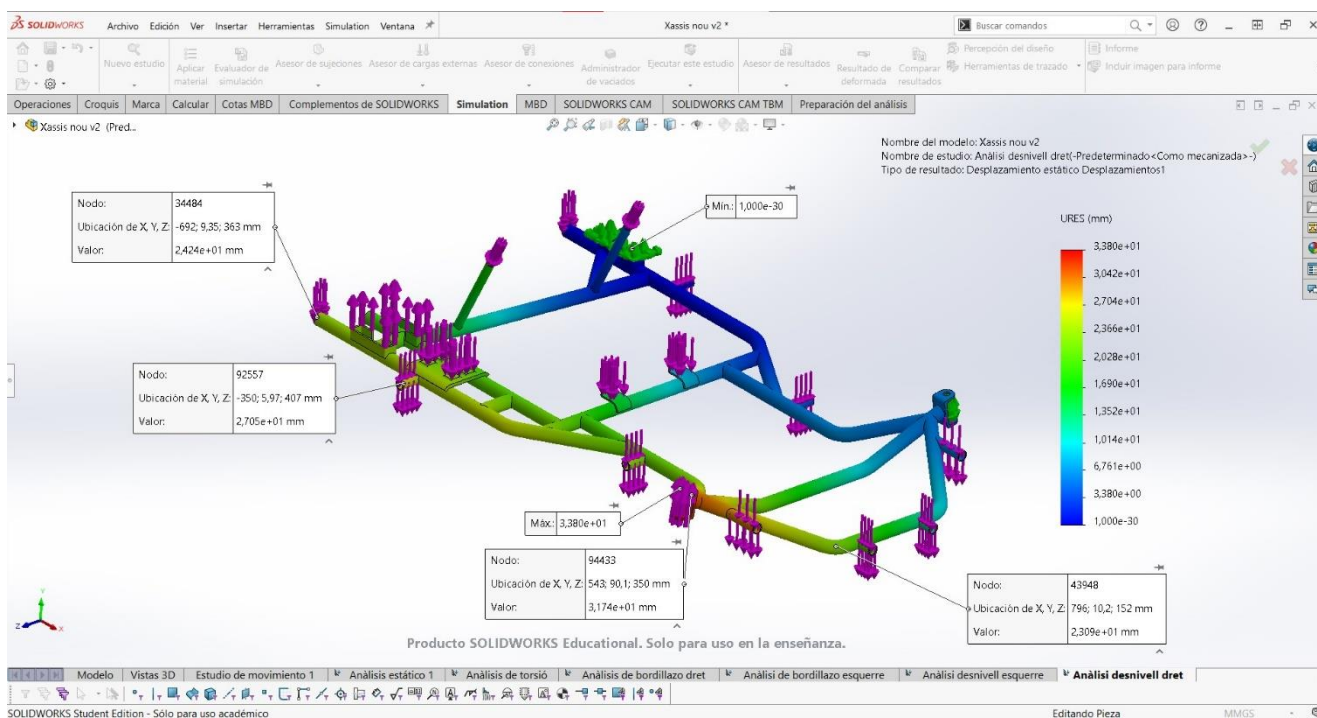 SOLIDWORKS Archivo Edición Ver Insertar Herramientas Simulation Ventana Xassis nou v2 * Buscar comandos
Nuevo estudio Aplicar material Evaluador de simulación Asesor de sujeciones Asesor de cargas externas Asesor de conexiones Administrador de vaciados Ejecutar este estudio Asesor de resultados Resultado de deformada Comparar resultados Percepción del diseño Herramientas de trazado Informe Incluir imagen para informe
Operaciones Croquis Marca Calcular Cotas MBD Complementos de SOLIDWORKS Simulation MBD SOLIDWORKS CAM SOLIDWORKS CAM TBM Preparación del análisis
Xassis nou v2 (Pred...
Nombre del modelo: Xassis nou v2
Nombre de estudio: Anàlisi desnivell dret(-Predeterminado<Como mecanizada>-)
Tipo de resultado: Desplazamiento estático Desplazamientos1
Nodo: 34484
Ubicación de X, Y, Z: -692; 9,35; 363 mm
Valor: 2,424e+01 mm
Mín.: 1,000e-30
URES (mm)
3,380e+01
3,042e+01
2,704e+01
2,366e+01
2,028e+01
1,690e+01
1,352e+01
1,014e+01
6,761e+00
3,380e+00
1,000e-30
Nodo: 92557
Ubicación de X, Y, Z: -350; 5,97; 407 mm
Valor: 2,705e+01 mm
Máx.: 3,380e+01
Nodo: 94433
Ubicación de X, Y, Z: 543; 90,1; 350 mm
Valor: 3,174e+01 mm
Nodo: 43948
Ubicación de X, Y, Z: 796; 10,2; 152 mm
Valor: 2,309e+01 mm
Y
Z X
Producto SOLIDWORKS Educational. Solo para uso en la enseñanza.
Modelo Vistas 3D Estudio de movimiento 1 Anàlisis estático 1 Anàlisis de torsió Anàlisis de bordillazo dret Anàlisi de bordillazo esquerre Anàlisi desnivell esquerre Anàlisi desnivell dret
SOLIDWORKS Student Edition - Sólo para uso académico Editando Pieza MMGS